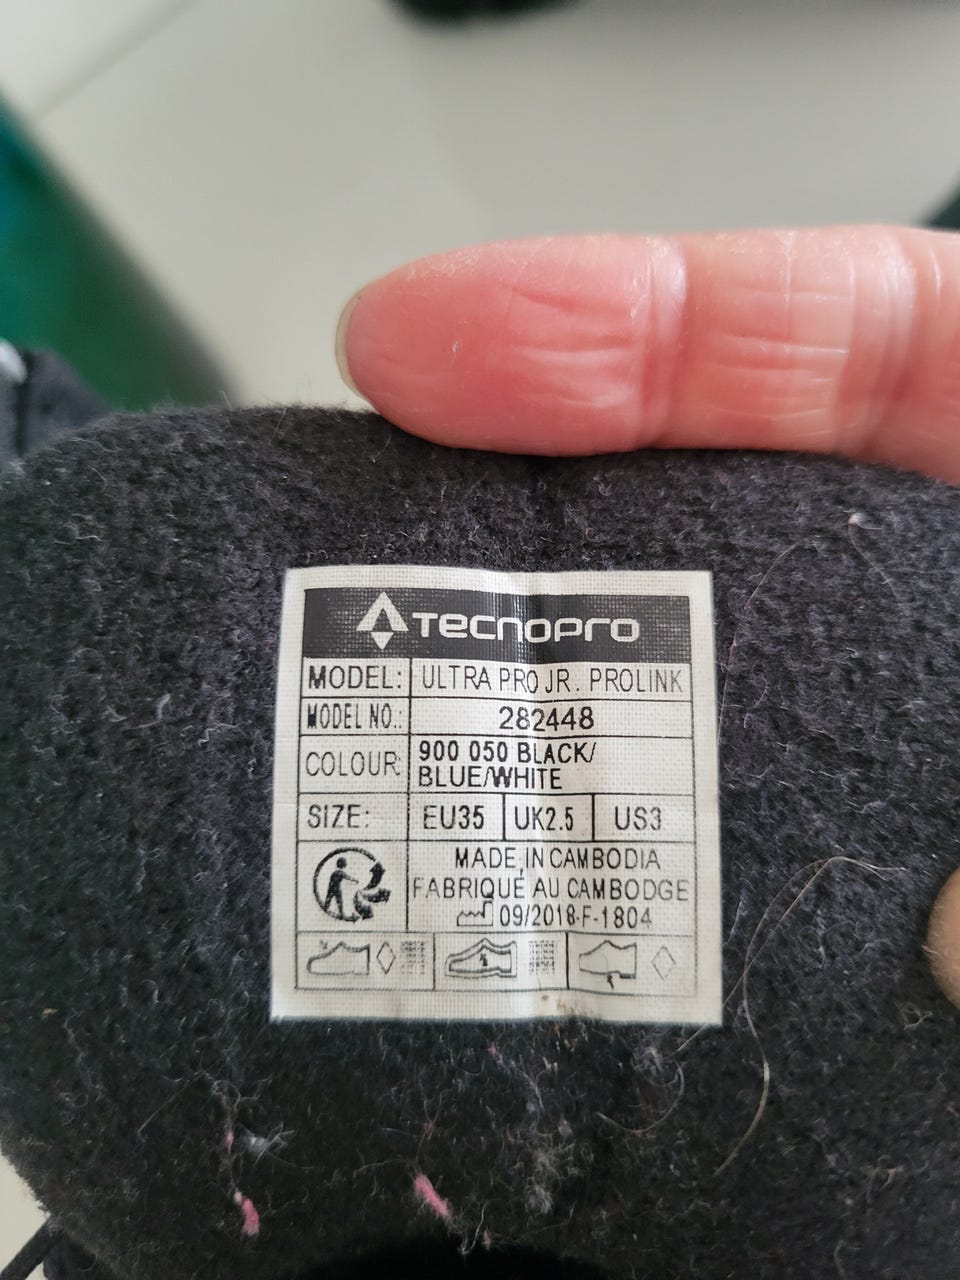 TECNOPRO
MODEL: ULTRA PRO JR. PROLINK
MODEL NO.: 282448
COLOUR: 900 050 BLACK/
BLUE/WHITE
SIZE: EU35 UK2.5 US3
MADE IN CAMBODIA
FABRIQUÉ AU CAMBODGE
09/2018-F-1804